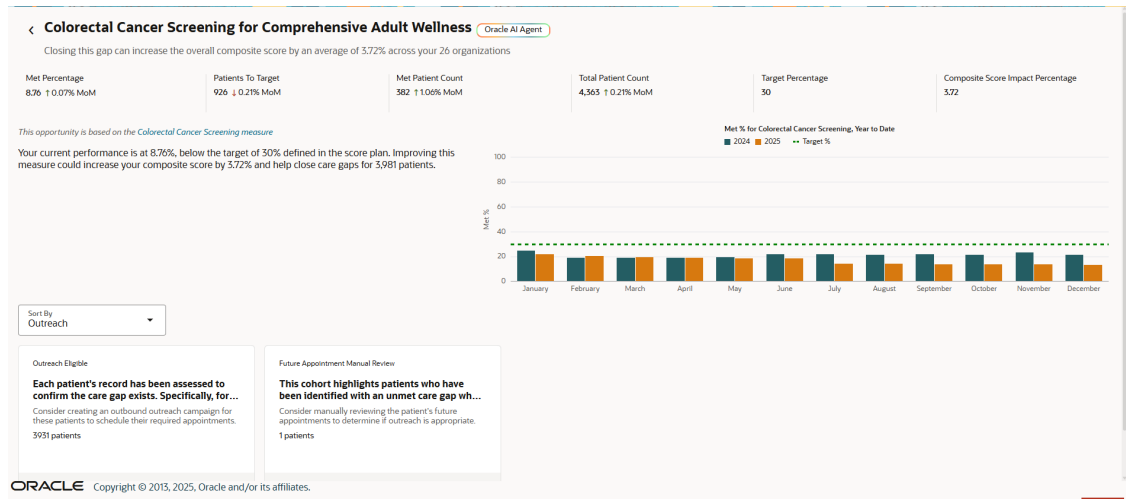 Colorectal Cancer Screening for Comprehensive Adult Wellness
Oracle AI Agent
Closing this gap can increase the overall composite score by an average of 3.72% across your 26 organizations
Met Percentage
8.76 ↑ 0.07% MoM
Patients To Target
926 ↓ 0.21% MoM
Met Patient Count
382 ↑ 1.06% MoM
Total Patient Count
4,363 ↑ 0.21% MoM
Target Percentage
30
Composite Score Impact Percentage
3.72
This opportunity is based on the Colorectal Cancer Screening measure
Your current performance is at 8.76%, below the target of 30% defined in the score plan. Improving this
measure could increase your composite score by 3.72% and help close care gaps for 3,981 patients.
Met % for Colorectal Cancer Screening, Year to Date
2024 2025 Target %
Met %
100
80
60
40
20
0
January February March April May June July August September October November December
Sort By
Outreach
Outreach Eligible
Each patient's record has been assessed to
confirm the care gap exists. Specifically, for...
Consider creating an outbound outreach campaign for
these patients to schedule their required appointments.
3931 patients
Future Appointment Manual Review
This cohort highlights patients who have
been identified with an unmet care gap wh...
Consider manually reviewing the patient's future
appointments to determine if outreach is appropriate.
1 patients
ORACLE Copyright © 2013, 2025, Oracle and/or its affiliates.